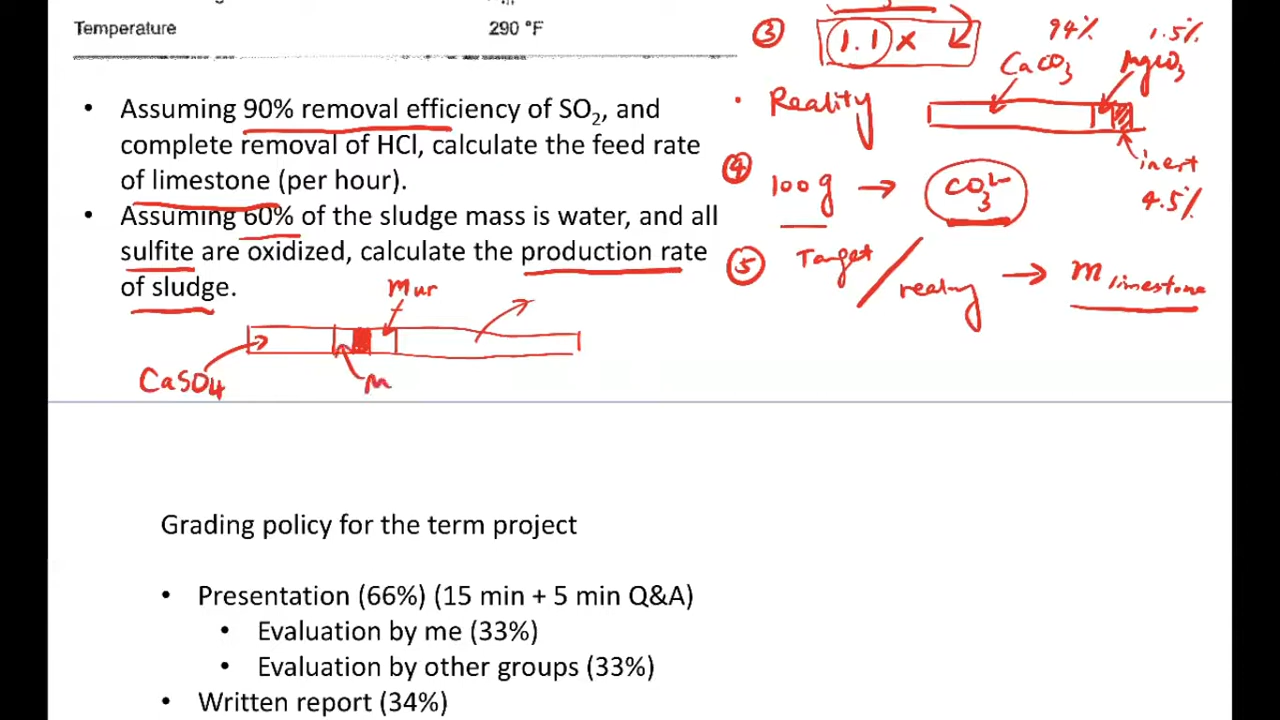 Temperature 290 °F
③ 1.1 x
94% 1.5%
CaCO3 MgCO3
• Assuming 90% removal efficiency of SO2, and
complete removal of HCl, calculate the feed rate
of limestone (per hour).
• Assuming 60% of the sludge mass is water, and all
sulfite are oxidized, calculate the production rate
of sludge.
• Reality
inert
4.5%
④ 100g → CO3 2-
⑤ Target / reality → m limestone
Mur
CaSO4
M
Grading policy for the term project
• Presentation (66%) (15 min + 5 min Q&A)
• Evaluation by me (33%)
• Evaluation by other groups (33%)
• Written report (34%)